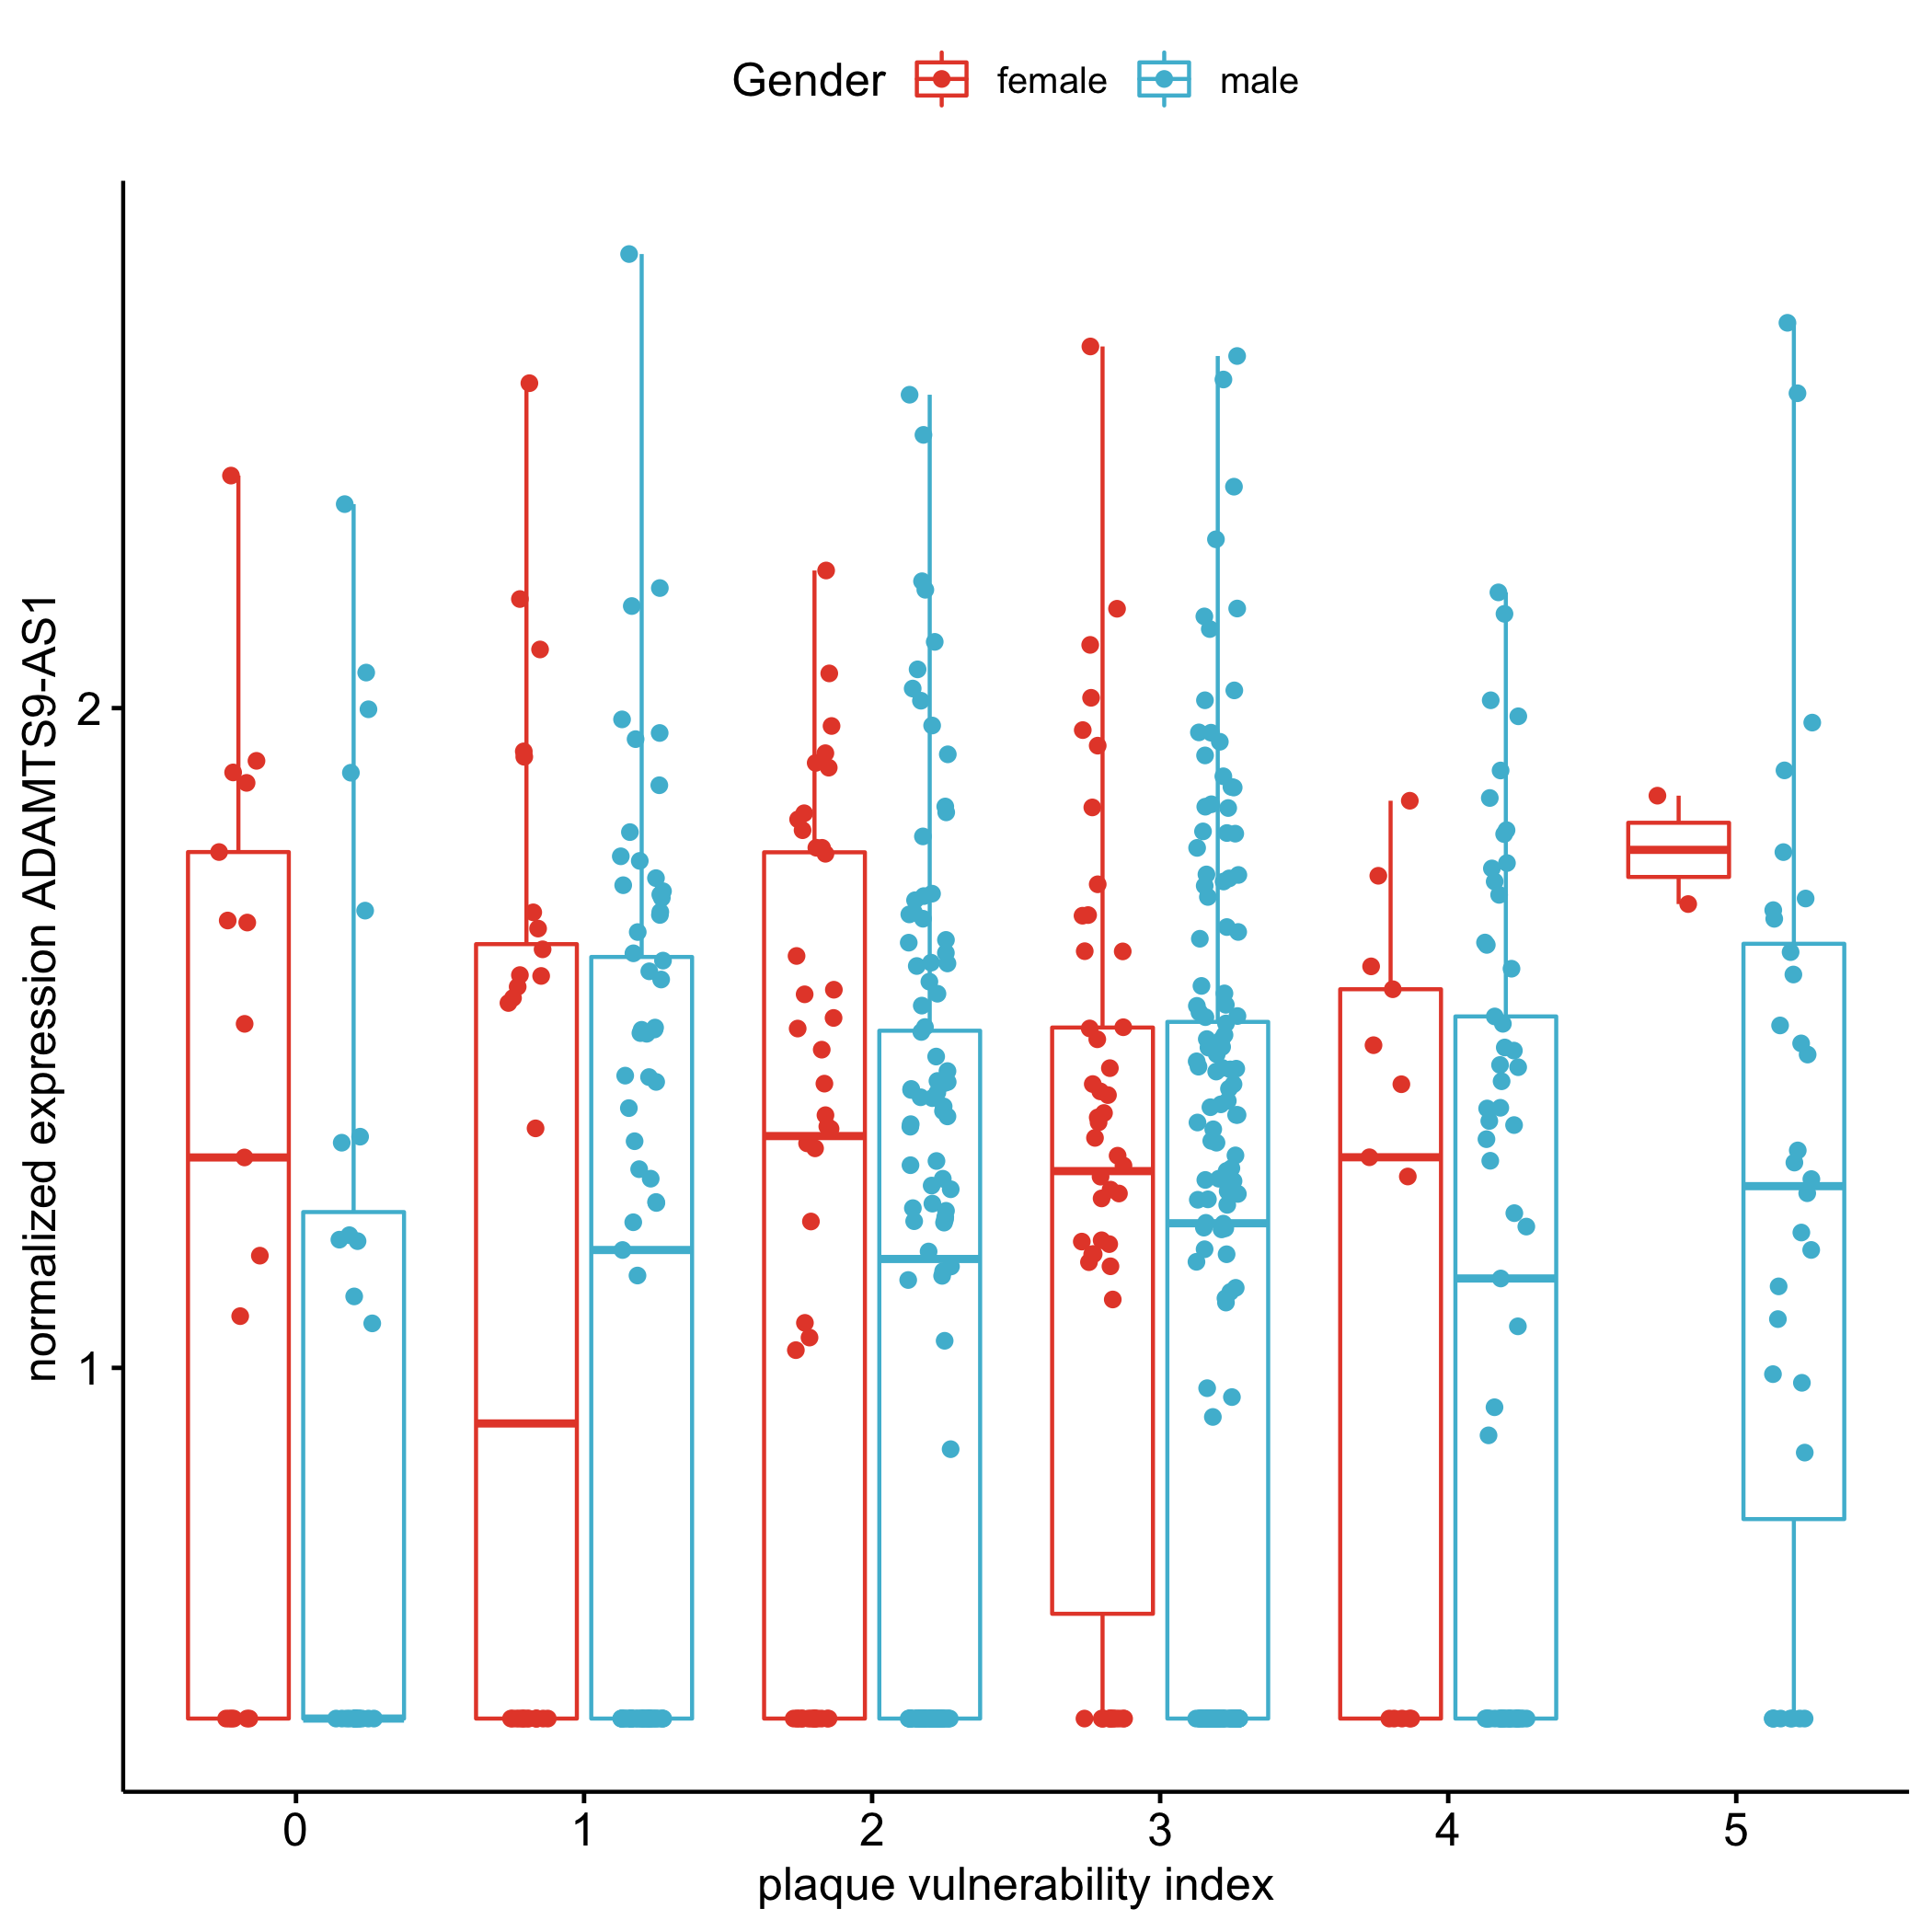 Gender female male
normalized expression ADAMTS9-AS1
2
1
0 1 2 3 4 5
plaque vulnerability index